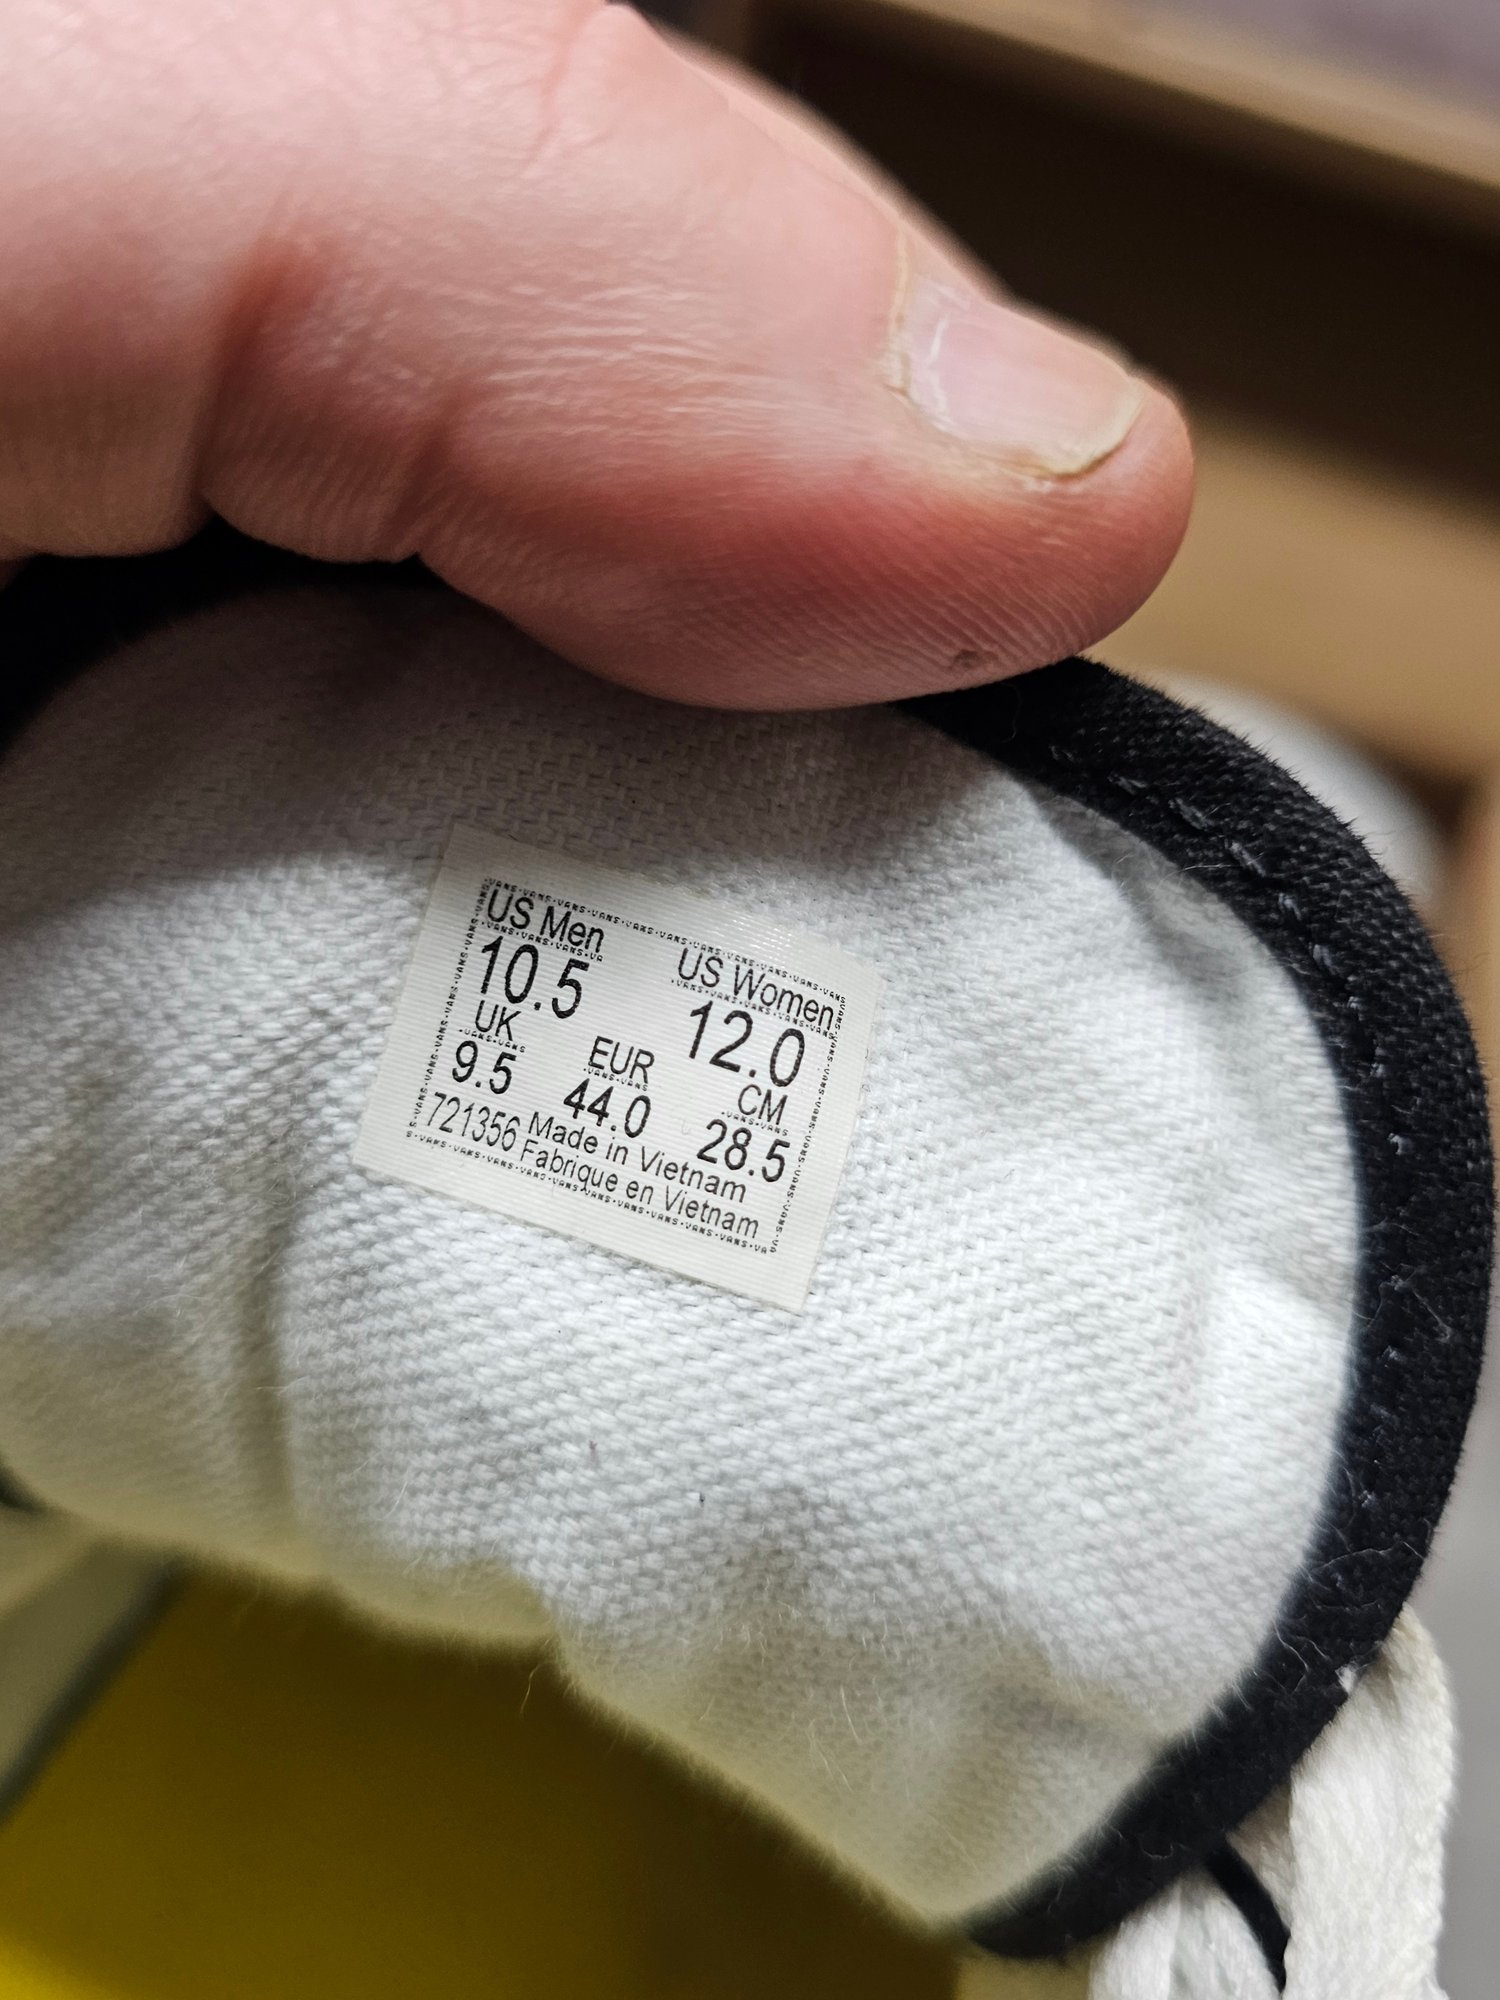 US Men US Women
10.5 12.0
UK EUR CM
9.5 44.0 28.5
721356 Made in Vietnam
Fabrique en Vietnam